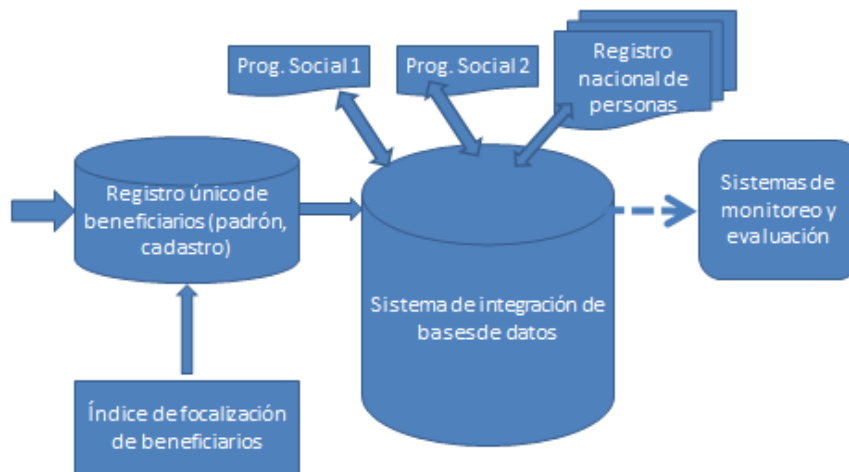 Prog. Social 1
Prog. Social 2
Registro
nacional de
personas
Registro único de
beneficiarios (padrón,
cadastro)
Sistemas de
monitoreo y
evaluación
Sistema de integración de
bases de datos
Índice de focalización
de beneficiarios